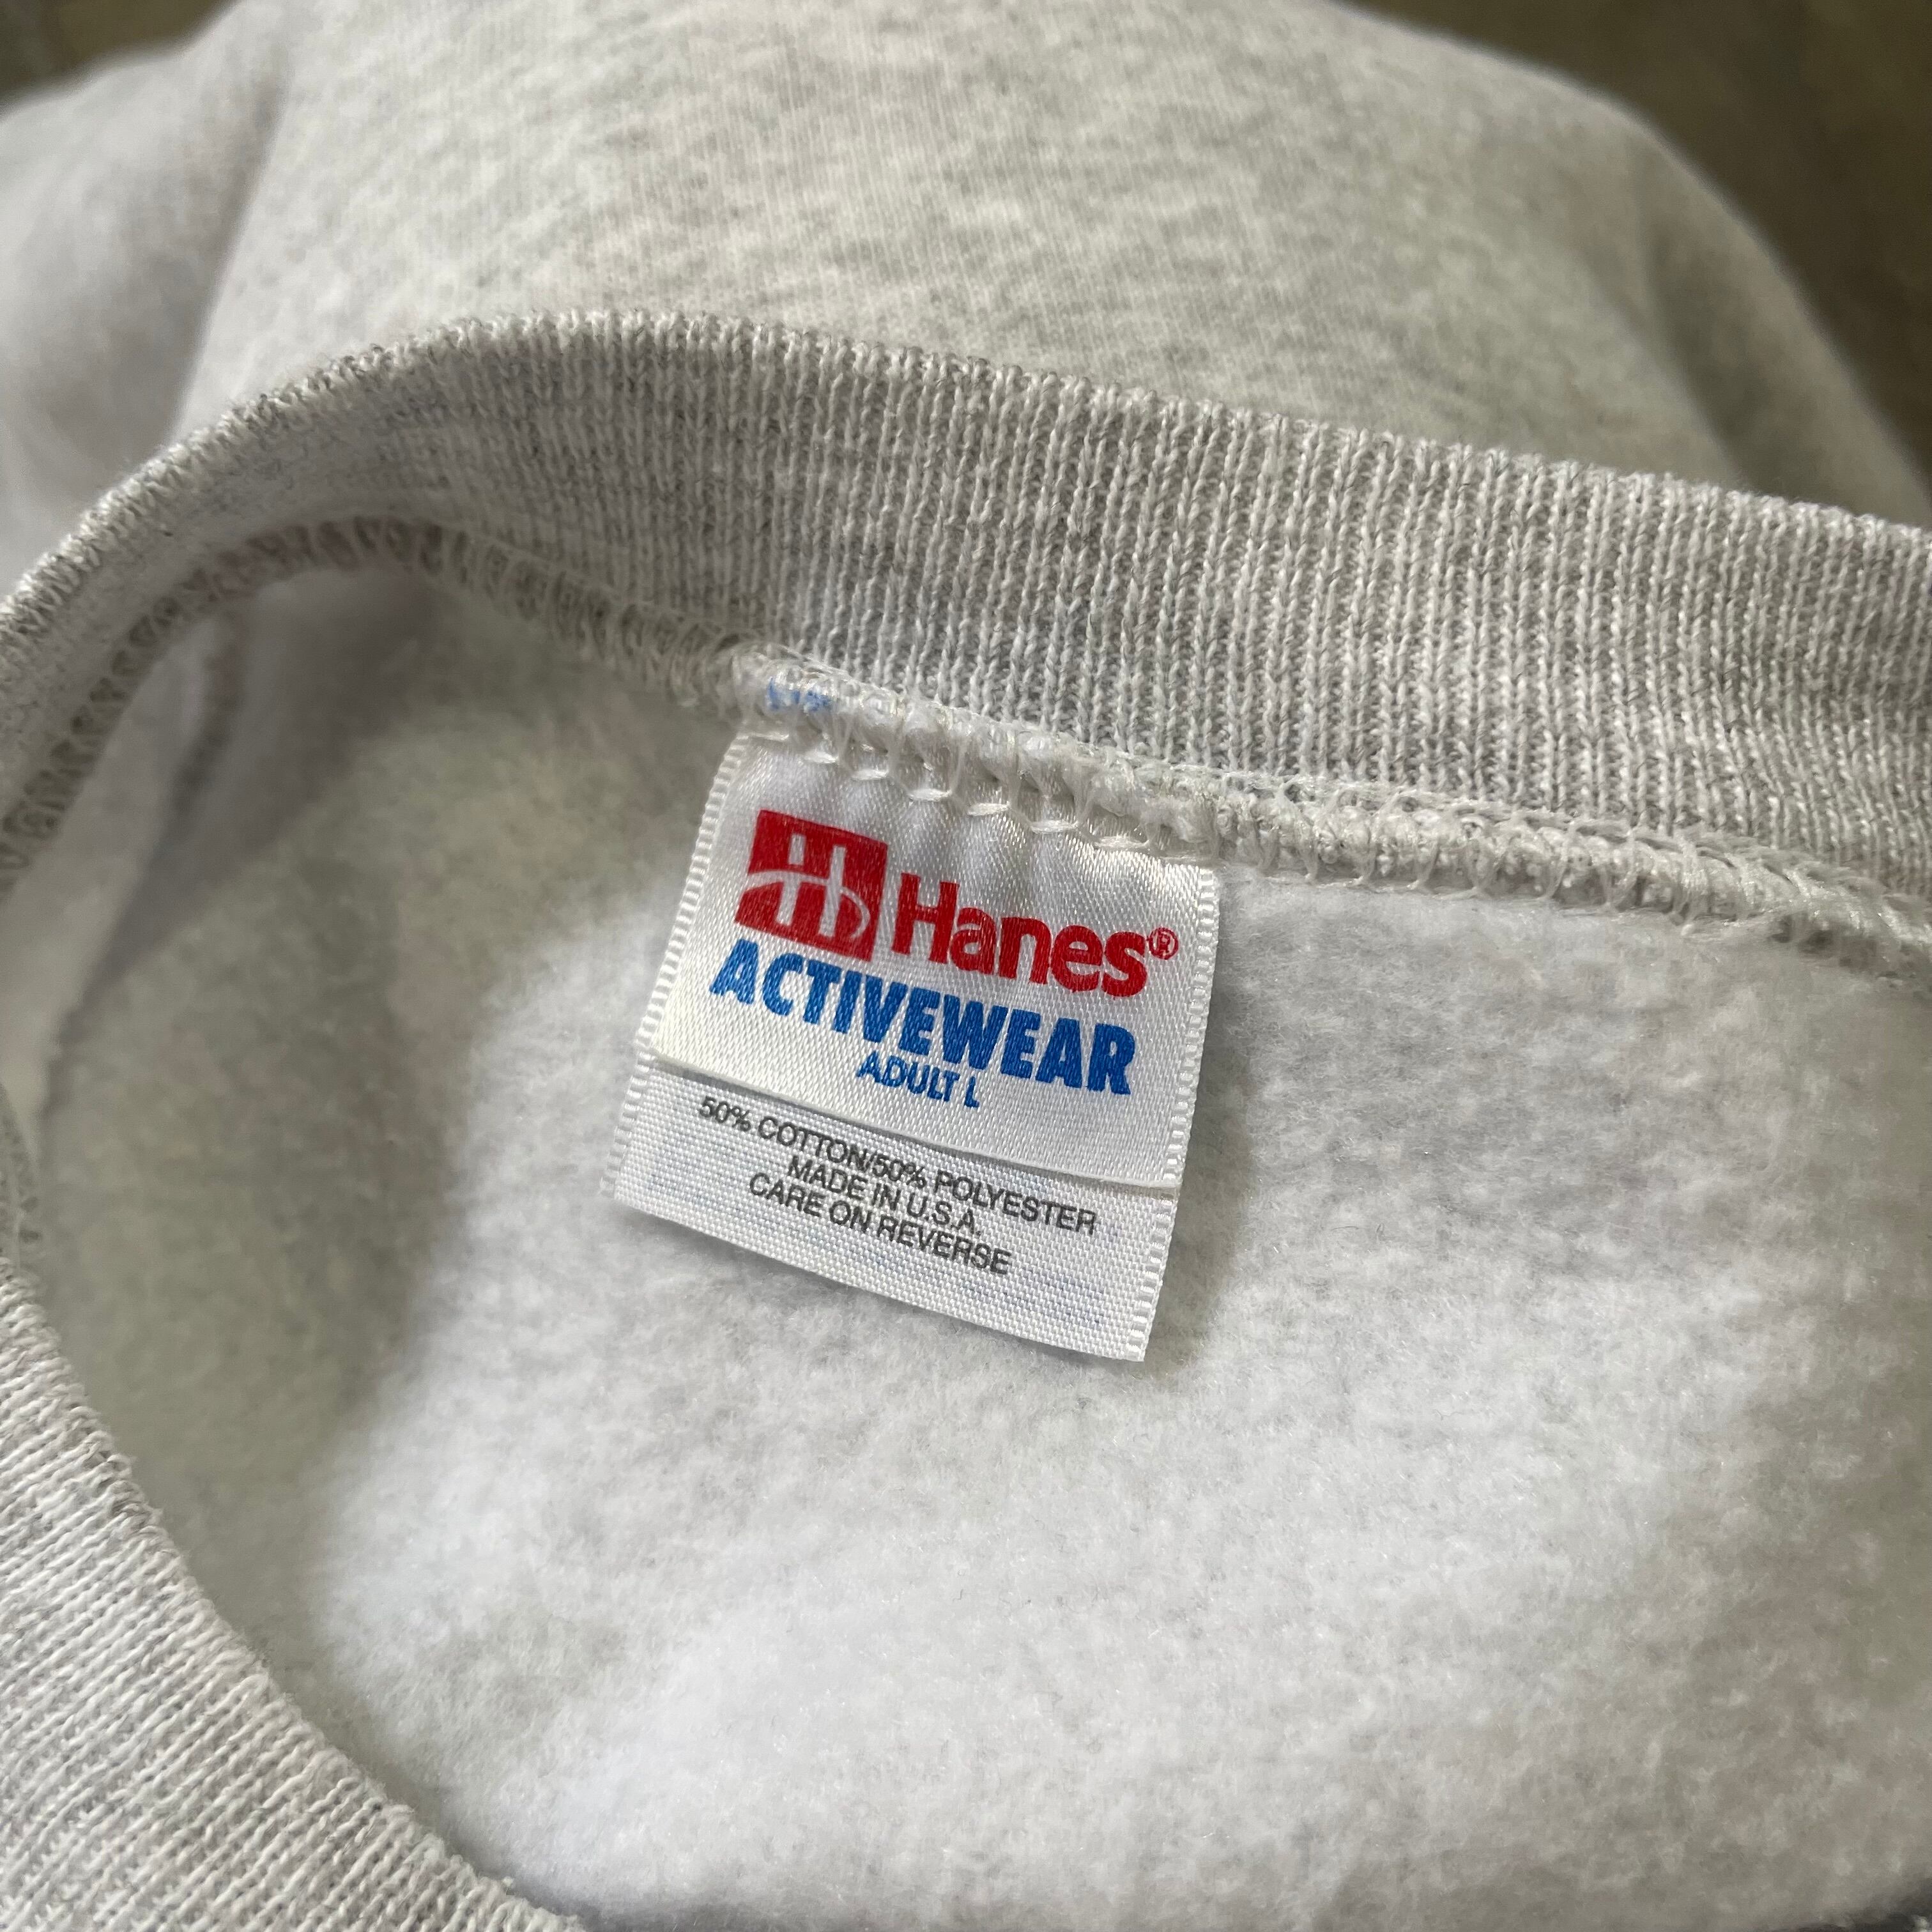 Hanes®
ACTIVEWEAR
ADULT L
50% COTTON/50% POLYESTER
MADE IN U.S.A.
CARE ON REVERSE